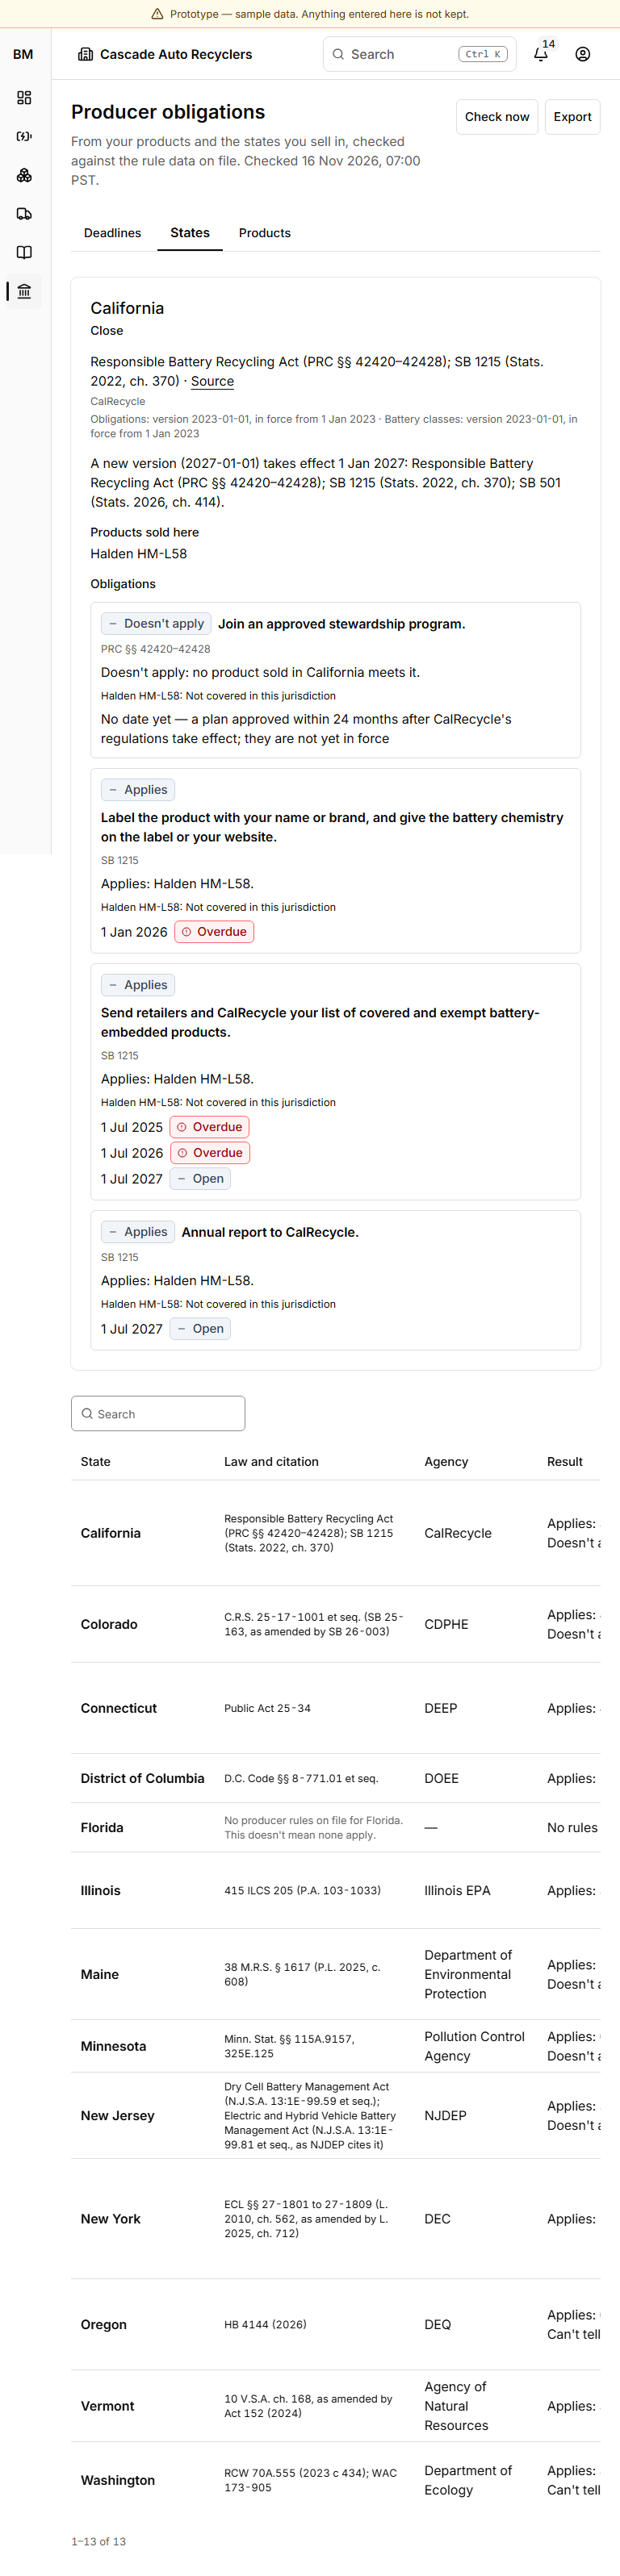 Prototype — sample data. Anything entered here is not kept.
BM
Cascade Auto Recyclers
Search
Ctrl K
14
Producer obligations
Check now
Export
From your products and the states you sell in, checked
against the rule data on file. Checked 16 Nov 2026, 07:00
PST.
Deadlines
States
Products
California
Close
Responsible Battery Recycling Act (PRC §§ 42420–42428); SB 1215 (Stats.
2022, ch. 370) · Source
CalRecycle
Obligations: version 2023-01-01, in force from 1 Jan 2023 · Battery classes: version 2023-01-01, in
force from 1 Jan 2023
A new version (2027-01-01) takes effect 1 Jan 2027: Responsible Battery
Recycling Act (PRC §§ 42420–42428); SB 1215 (Stats. 2022, ch. 370); SB 501
(Stats. 2026, ch. 414).
Products sold here
Halden HM-L58
Obligations
Doesn't apply Join an approved stewardship program.
PRC §§ 42420–42428
Doesn't apply: no product sold in California meets it.
Halden HM-L58: Not covered in this jurisdiction
No date yet — a plan approved within 24 months after CalRecycle's
regulations take effect; they are not yet in force
Applies
Label the product with your name or brand, and give the battery chemistry
on the label or your website.
SB 1215
Applies: Halden HM-L58.
Halden HM-L58: Not covered in this jurisdiction
1 Jan 2026 Overdue
Applies
Send retailers and CalRecycle your list of covered and exempt battery-
embedded products.
SB 1215
Applies: Halden HM-L58.
Halden HM-L58: Not covered in this jurisdiction
1 Jul 2025 Overdue
1 Jul 2026 Overdue
1 Jul 2027 Open
Applies Annual report to CalRecycle.
SB 1215
Applies: Halden HM-L58.
Halden HM-L58: Not covered in this jurisdiction
1 Jul 2027 Open
Search
State Law and citation Agency Result
California
Responsible Battery Recycling Act
(PRC §§ 42420–42428); SB 1215
(Stats. 2022, ch. 370)
CalRecycle
Applies:
Doesn't
Colorado
C.R.S. 25-17-1001 et seq. (SB 25-
163, as amended by SB 26-003)
CDPHE
Applies:
Doesn't
Connecticut
Public Act 25-34
DEEP
Applies:
District of Columbia
D.C. Code §§ 8-771.01 et seq.
DOEE
Applies:
Florida
No producer rules on file for Florida.
This doesn't mean none apply.
—
No rules
Illinois
415 ILCS 205 (P.A. 103-1033)
Illinois EPA
Applies:
Maine
38 M.R.S. § 1617 (P.L. 2025, c.
608)
Department of
Environmental
Protection
Applies:
Doesn't
Minnesota
Minn. Stat. §§ 115A.9157,
325E.125
Pollution Control
Agency
Applies:
Doesn't
New Jersey
Dry Cell Battery Management Act
(N.J.S.A. 13:1E-99.59 et seq.);
Electric and Hybrid Vehicle Battery
Management Act (N.J.S.A. 13:1E-
99.81 et seq., as NJDEP cites it)
NJDEP
Applies:
Doesn't
New York
ECL §§ 27-1801 to 27-1809 (L.
2010, ch. 562, as amended by L.
2025, ch. 712)
DEC
Applies:
Oregon
HB 4144 (2026)
DEQ
Applies:
Can't tell
Vermont
10 V.S.A. ch. 168, as amended by
Act 152 (2024)
Agency of
Natural
Resources
Applies:
Washington
RCW 70A.555 (2023 c 434); WAC
173-905
Department of
Ecology
Applies:
Can't tell
1–13 of 13